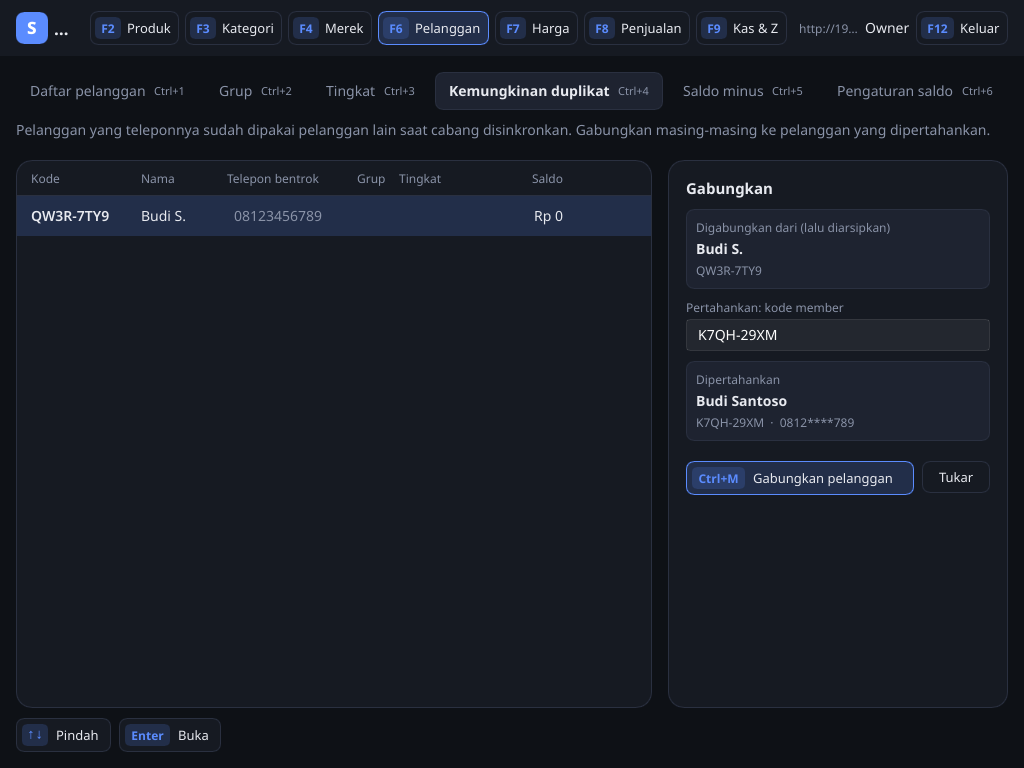 S ...
F2 Produk F3 Kategori F4 Merek F6 Pelanggan F7 Harga F8 Penjualan F9 Kas & Z http://19... Owner F12 Keluar
Daftar pelanggan Ctrl+1 Grup Ctrl+2 Tingkat Ctrl+3 Kemungkinan duplikat Ctrl+4 Saldo minus Ctrl+5 Pengaturan saldo Ctrl+6
Pelanggan yang teleponnya sudah dipakai pelanggan lain saat cabang disinkronkan. Gabungkan masing-masing ke pelanggan yang dipertahankan.
Kode Nama Telepon bentrok Grup Tingkat Saldo
QW3R-7TY9 Budi S. 08123456789 Rp 0
Gabungkan
Digabungkan dari (lalu diarsipkan)
Budi S.
QW3R-7TY9
Pertahankan: kode member
K7QH-29XM
Dipertahankan
Budi Santoso
K7QH-29XM · 0812****789
Ctrl+M Gabungkan pelanggan Tukar
↑↓ Pindah Enter Buka